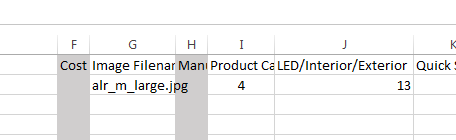 F G H I J K
Cost Image Filenar Manu Product Ca LED/Interior/Exterior Quick S
alr_m_large.jpg 4 13